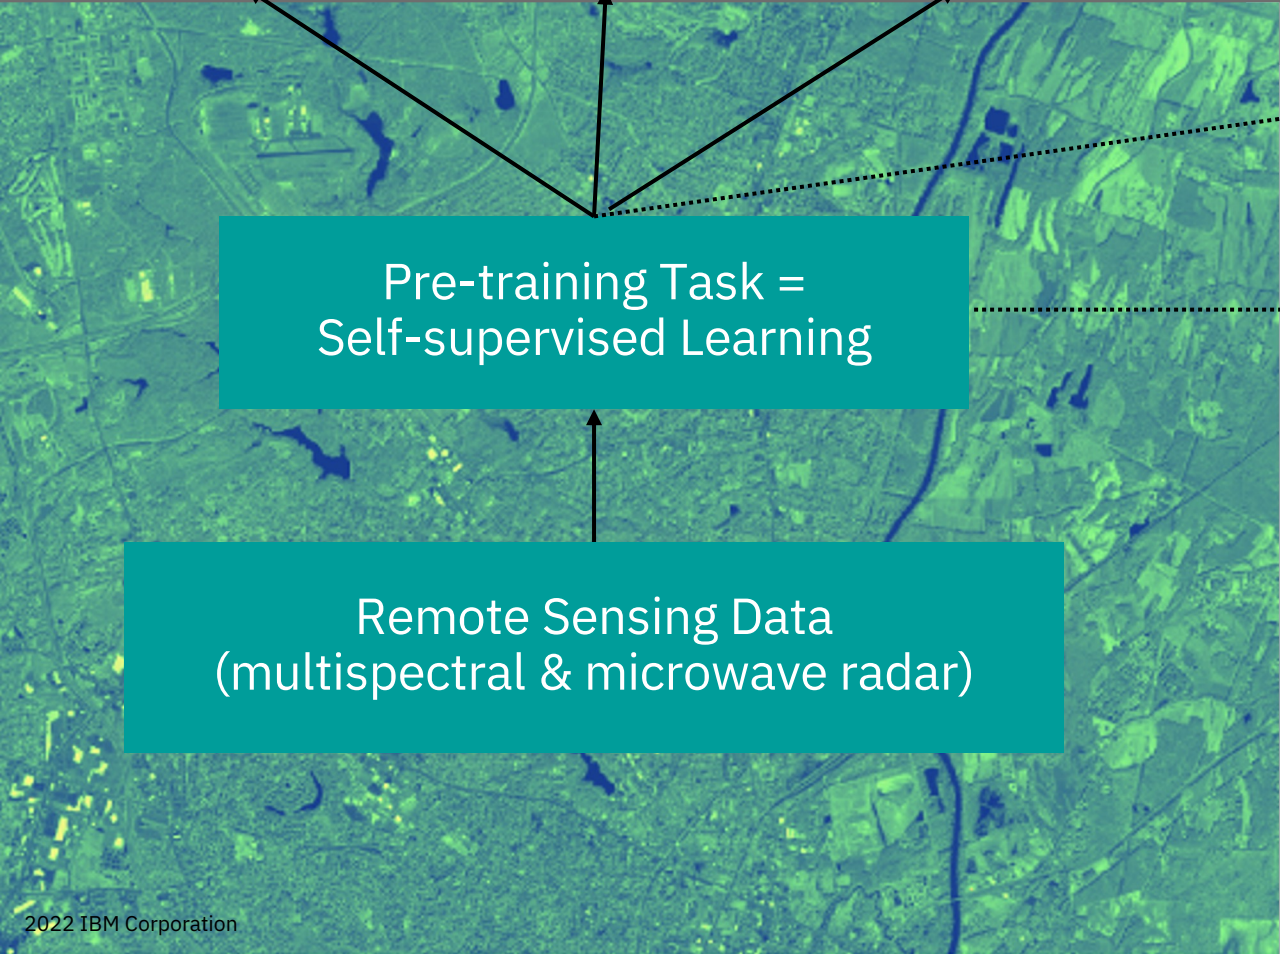 Pre-training Task =
Self-supervised Learning
Remote Sensing Data
(multispectral & microwave radar)
2022 IBM Corporation